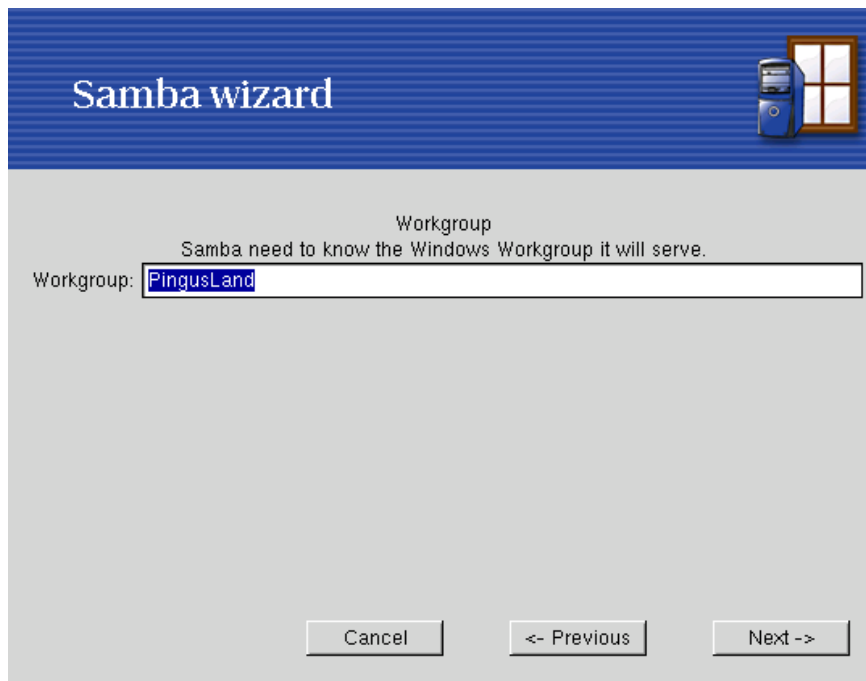 Samba wizard
Workgroup
Samba need to know the Windows Workgroup it will serve.
Workgroup: PingusLand
Cancel <- Previous Next ->